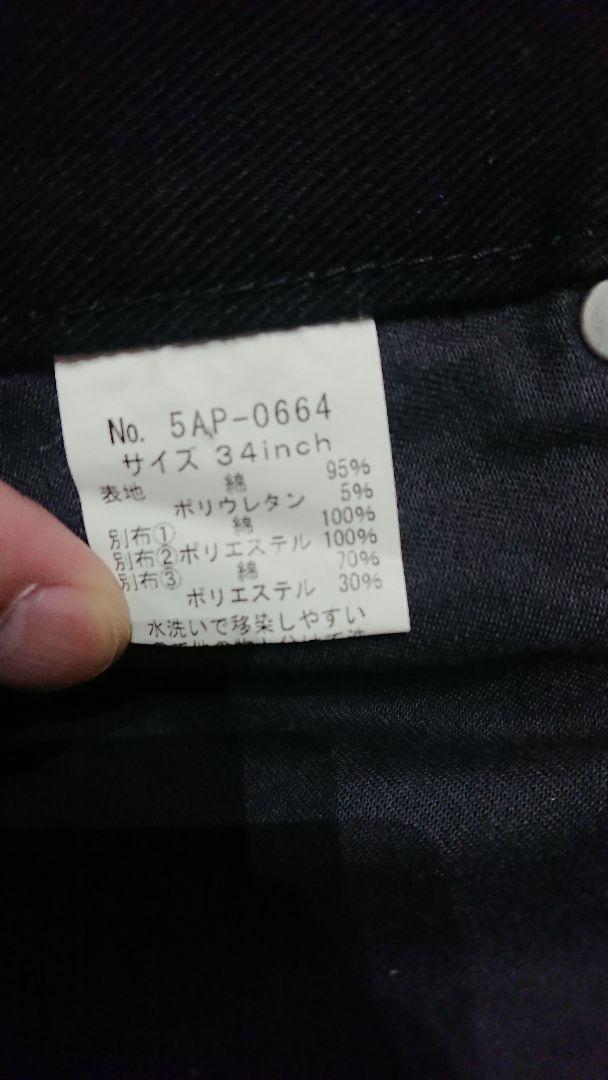 No. 5AP-0664
サイズ 34inch
表地 綿 95%
ポリウレタン 5%
別布① 綿 100%
別布②ポリエステル 100%
別布③ 綿 70%
ポリエステル 30%
水洗いで移染しやすい